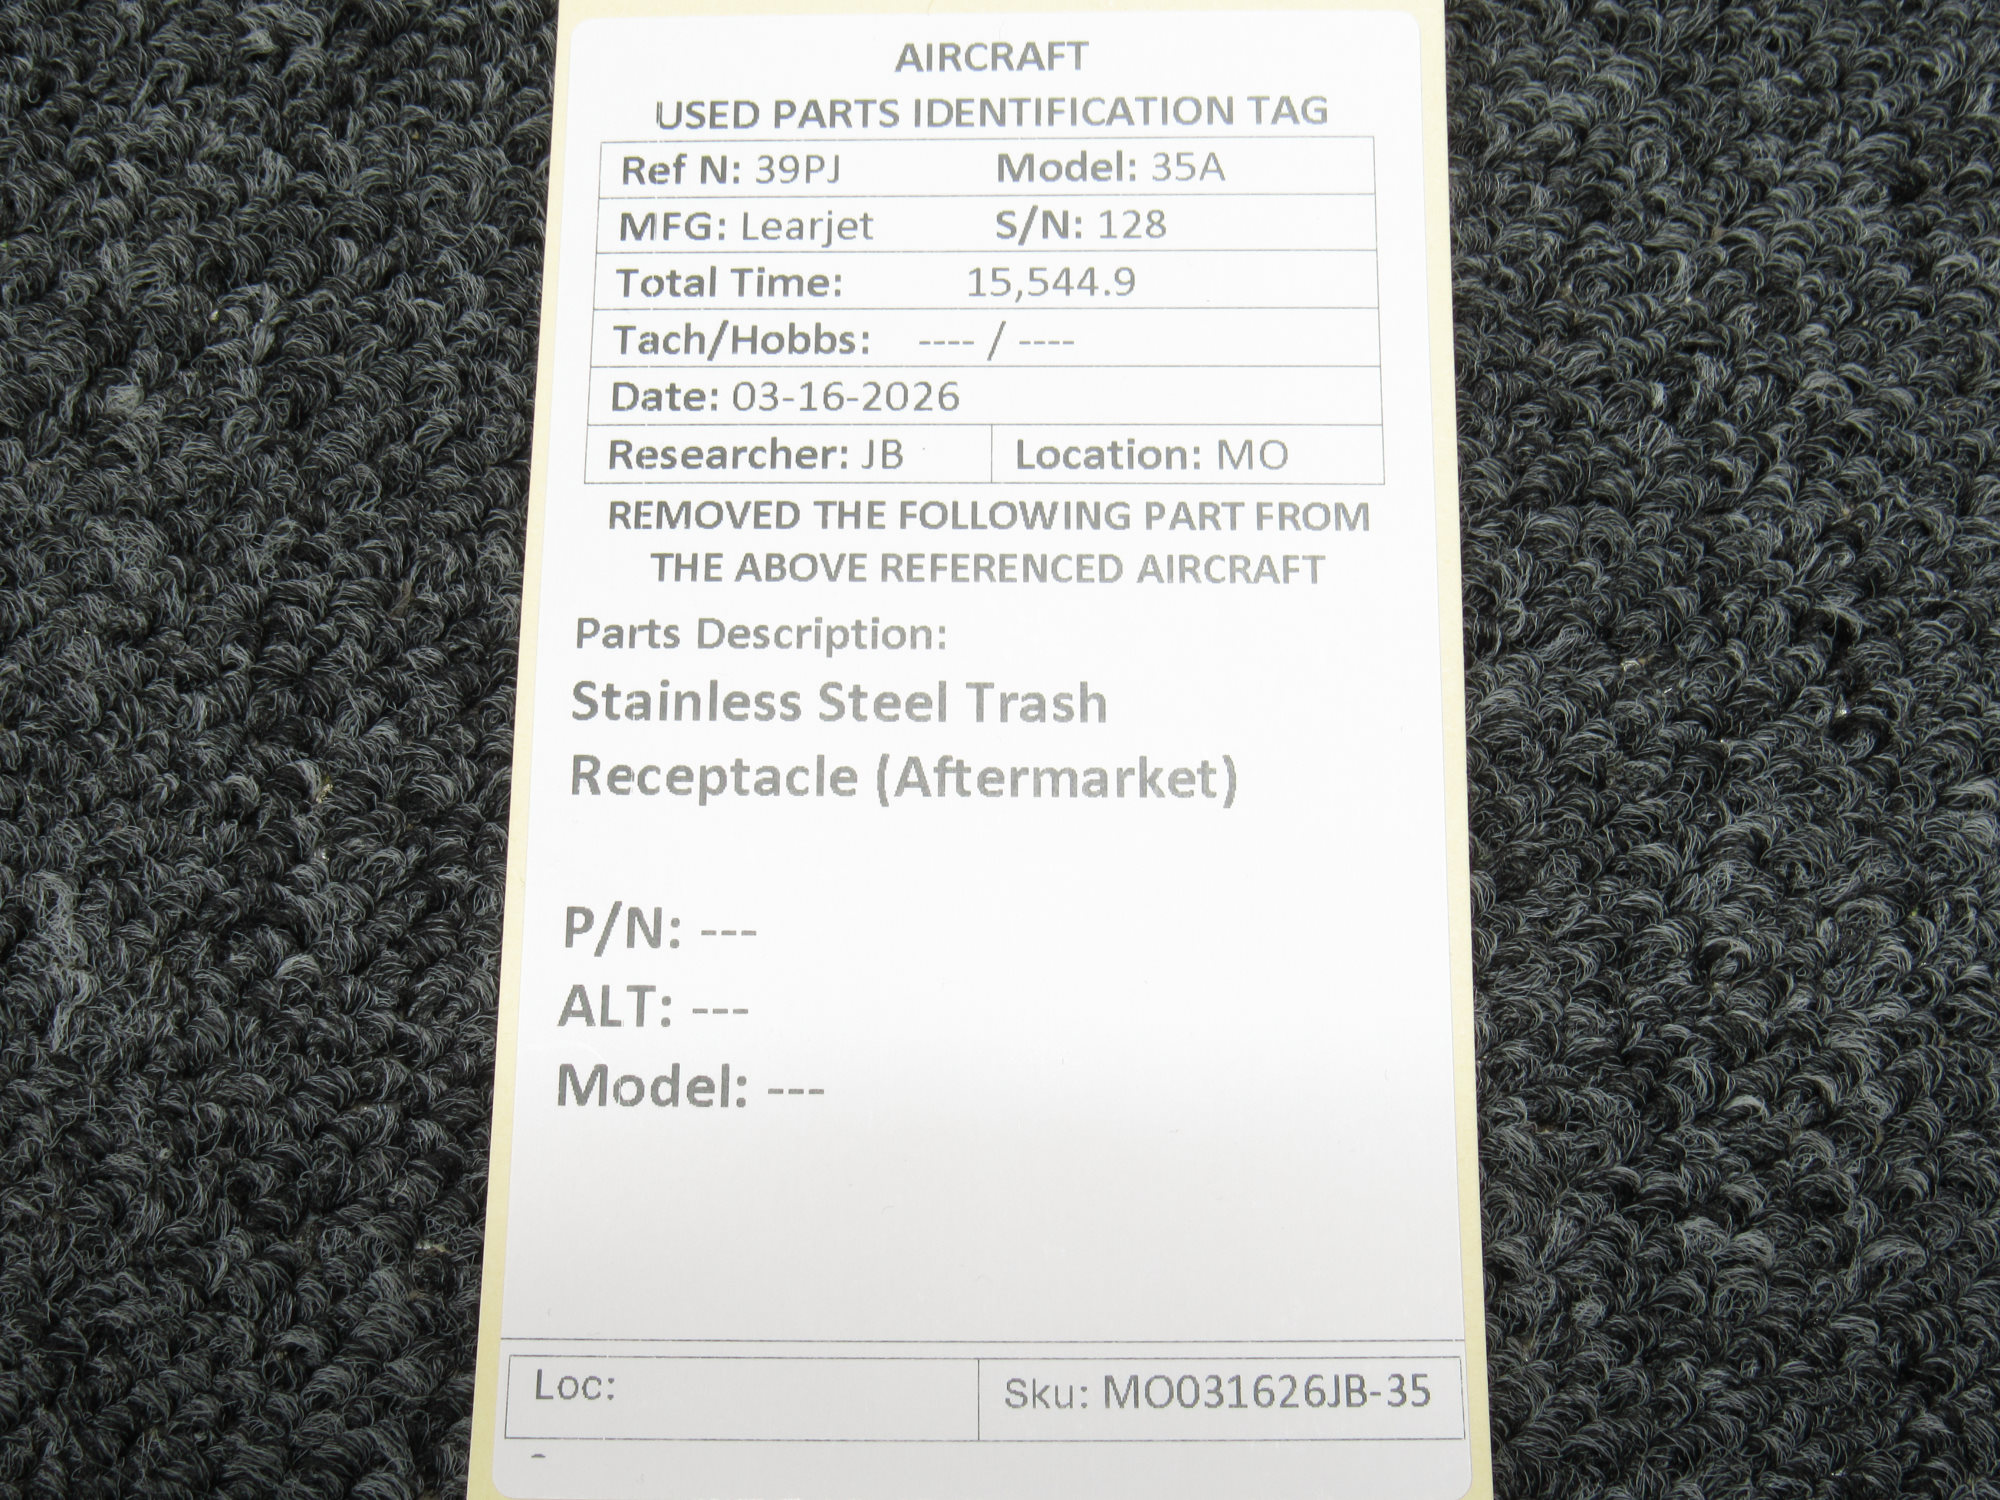 AIRCRAFT
USED PARTS IDENTIFICATION TAG
Ref N: 39PJ Model: 35A
MFG: Learjet S/N: 128
Total Time: 15,544.9
Tach/Hobbs: ---- / ----
Date: 03-16-2026
Researcher: JB Location: MO
REMOVED THE FOLLOWING PART FROM
THE ABOVE REFERENCED AIRCRAFT
Parts Description:
Stainless Steel Trash
Receptacle (Aftermarket)
P/N: ---
ALT: ---
Model: ---
Loc: Sku: MO031626JB-35
-